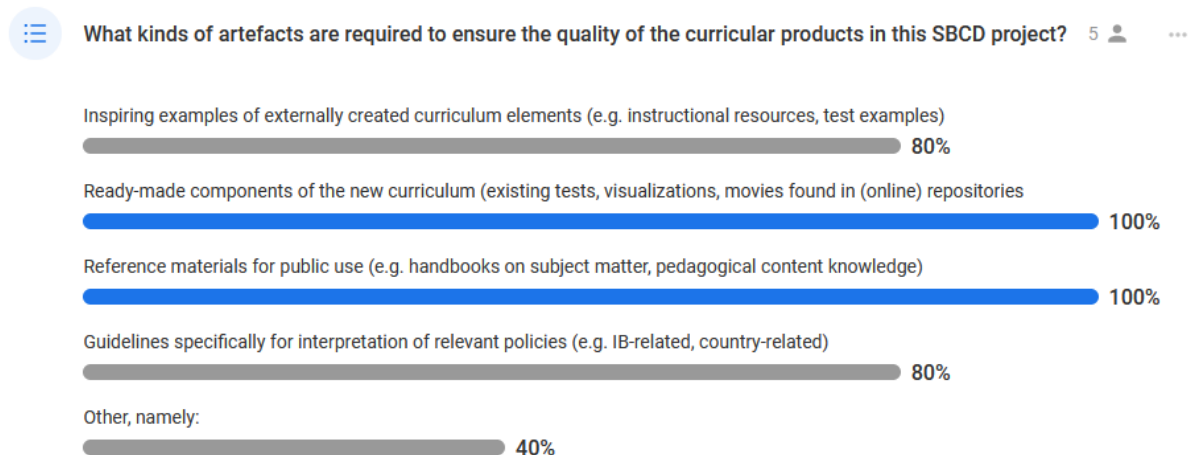 What kinds of artefacts are required to ensure the quality of the curricular products in this SBCD project? 5
Inspiring examples of externally created curriculum elements (e.g. instructional resources, test examples)
80%
Ready-made components of the new curriculum (existing tests, visualizations, movies found in (online) repositories
100%
Reference materials for public use (e.g. handbooks on subject matter, pedagogical content knowledge)
100%
Guidelines specifically for interpretation of relevant policies (e.g. IB-related, country-related)
80%
Other, namely:
40%